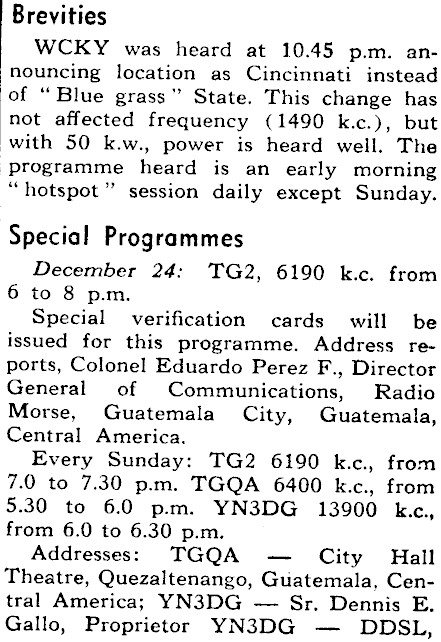 Brevities
WCKY was heard at 10.45 p.m. an-
nouncing location as Cincinnati instead
of "Blue grass" State. This change has
not affected frequency (1490 k.c.), but
with 50 k.w., power is heard well. The
programme heard is an early morning
"hotspot" session daily except Sunday.
Special Programmes
December 24: TG2, 6190 k.c. from
6 to 8 p.m.
Special verification cards will be
issued for this programme. Address re-
ports, Colonel Eduardo Perez F., Director
General of Communications, Radio
Morse, Guatemala City, Guatemala,
Central America.
Every Sunday: TG2 6190 k.c., from
7.0 to 7.30 p.m. TGQA 6400 k.c., from
5.30 to 6.0 p.m. YN3DG 13900 k.c.,
from 6.0 to 6.30 p.m.
Addresses: TGQA — City Hall
Theatre, Quezaltenango, Guatemala, Cen-
tral America; YN3DG — Sr. Dennis E.
Gallo, Proprietor YN3DG — DDSL,